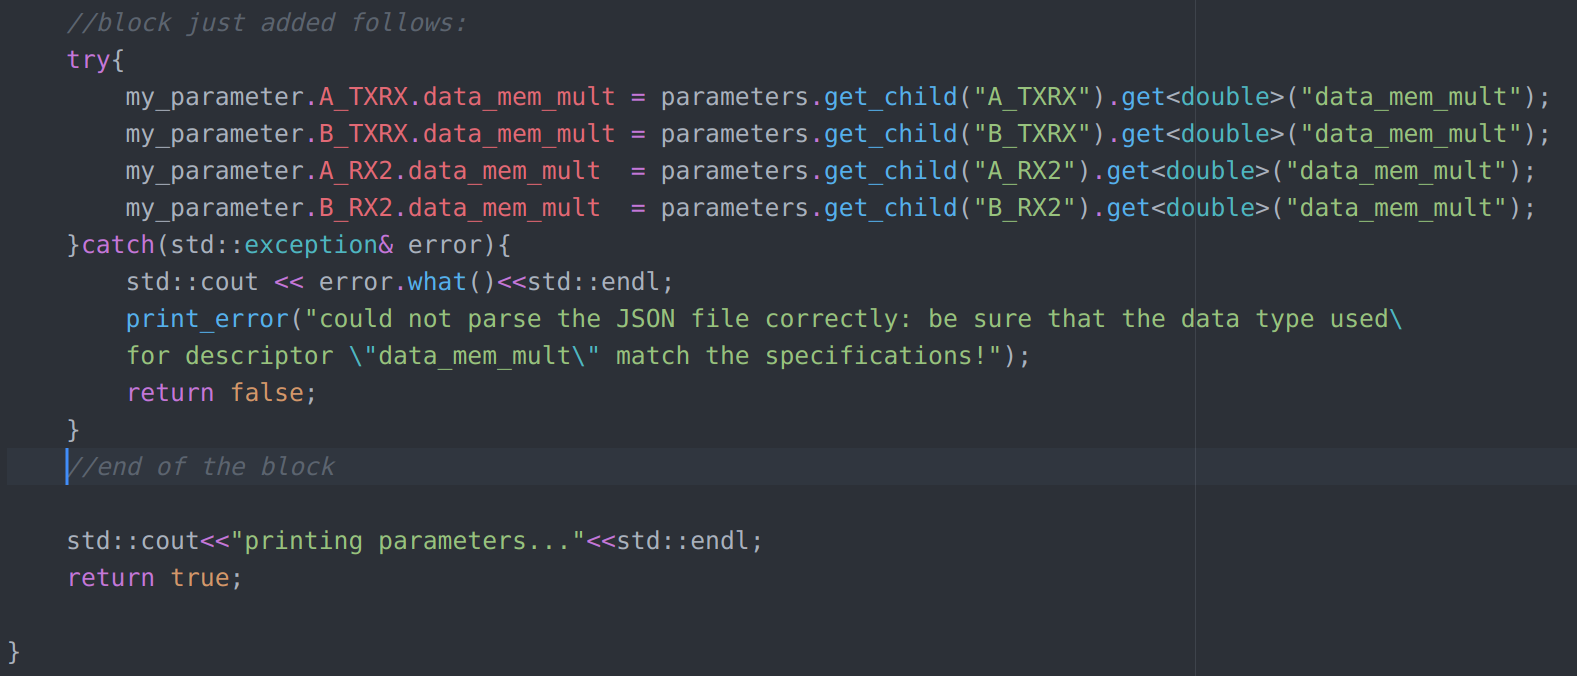 //block just added follows:
try{
my_parameter.A_TXRX.data_mem_mult = parameters.get_child("A_TXRX").get<double>("data_mem_mult");
my_parameter.B_TXRX.data_mem_mult = parameters.get_child("B_TXRX").get<double>("data_mem_mult");
my_parameter.A_RX2.data_mem_mult  = parameters.get_child("A_RX2").get<double>("data_mem_mult");
my_parameter.B_RX2.data_mem_mult  = parameters.get_child("B_RX2").get<double>("data_mem_mult");
}catch(std::exception& error){
std::cout << error.what()<<std::endl;
print_error("could not parse the JSON file correctly: be sure that the data type used\
for descriptor \"data_mem_mult\" match the specifications!");
return false;
}
//end of the block
std::cout<<"printing parameters..."<<std::endl;
return true;
}